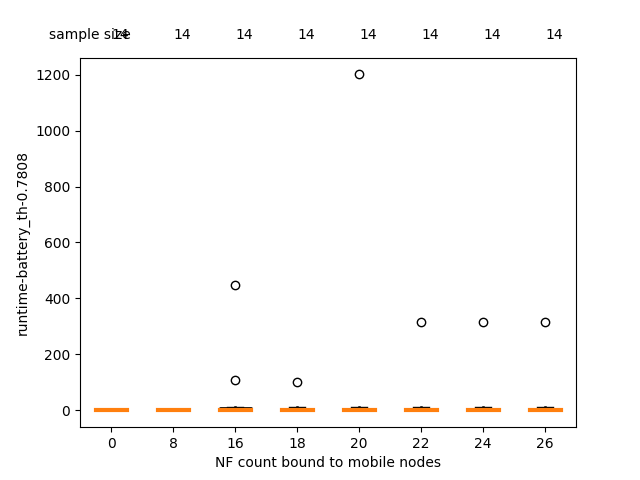 sample size 14 14 14 14 14 14 14 14
1200
1000
800
600
400
200
0
runtime-battery_th-0.7808
0 8 16 18 20 22 24 26
NF count bound to mobile nodes